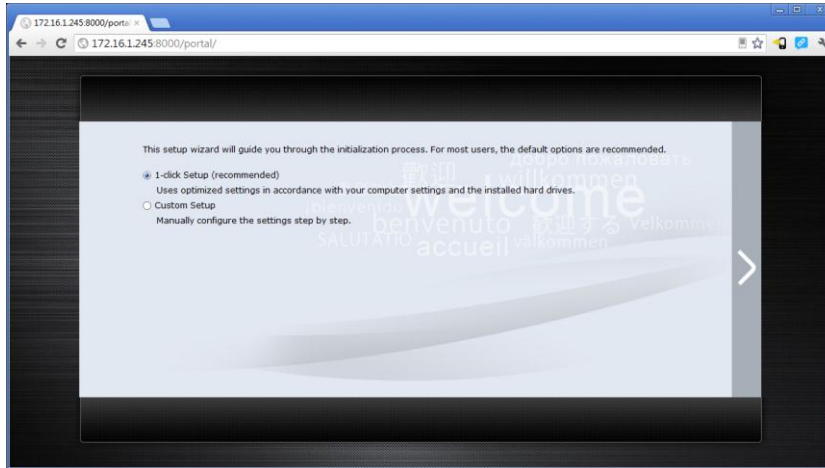 172.16.1.245:8000/porta
172.16.1.245:8000/portal/
This setup wizard will guide you through the initialization process. For most users, the default options are recommended.
добро пожаловать
1-click Setup (recommended)
歡迎
willkommen
Uses optimized settings in accordance with your computer settings and the installed hard drives.
Custom Setup
bienvenido
welcome
Manually configure the settings step by step.
benvenuto
歓迎する
velkommen
SALUTATIO
accueil
välkommen